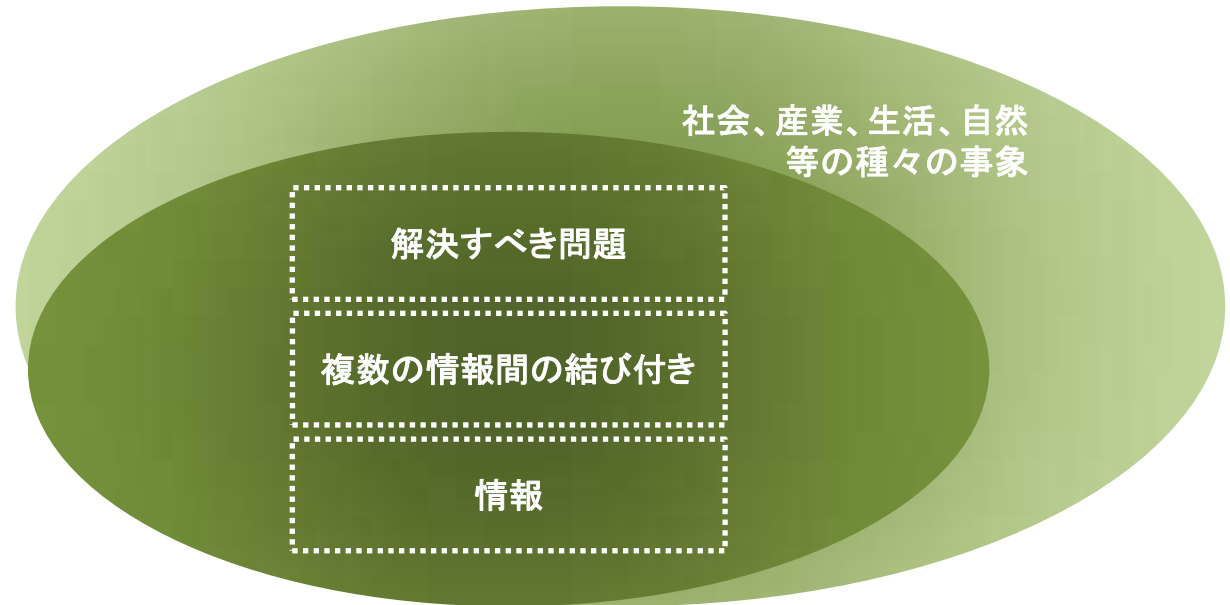 社会、産業、生活、自然
等の種々の事象
解決すべき問題
複数の情報間の結び付き
情報